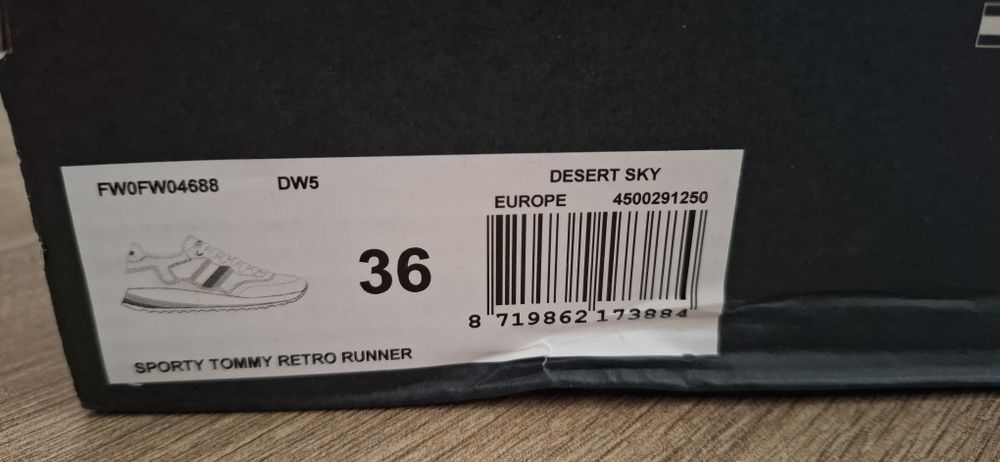 FW0FW04688 DW5
DESERT SKY
EUROPE 4500291250
36
8 719862 173884
SPORTY TOMMY RETRO RUNNER